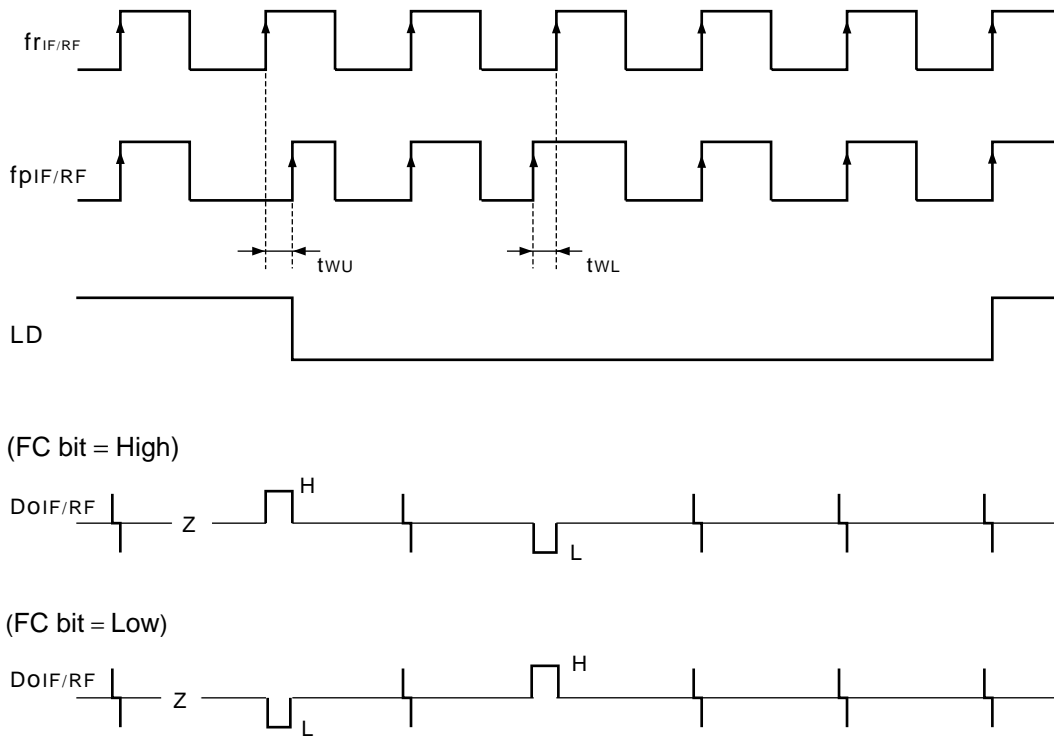 frIF/RF
fpIF/RF
tWU
tWL
LD
(FC bit = High)
DoIF/RF
Z
H
L
(FC bit = Low)
DoIF/RF
Z
L
H